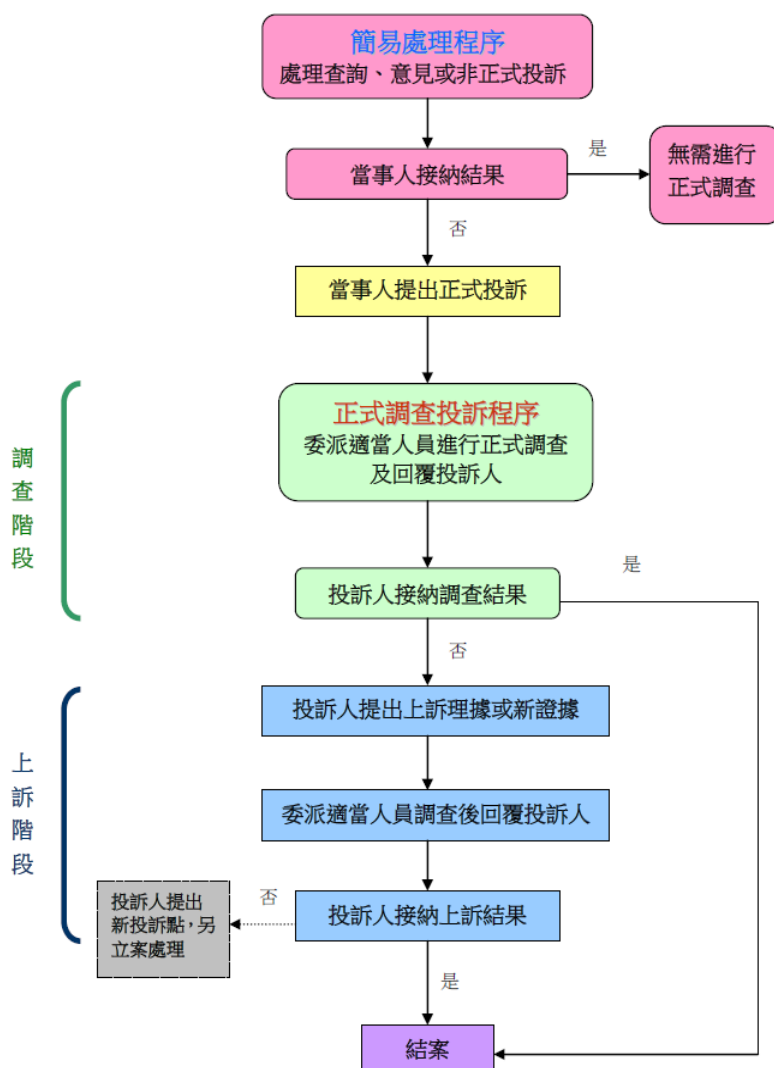 簡易處理程序
處理查詢、意見或非正式投訴
當事人接納結果
是
無需進行
正式調查
否
當事人提出正式投訴
調查階段
正式調查投訴程序
委派適當人員進行正式調查
及回覆投訴人
投訴人接納調查結果
是
否
上訴階段
投訴人提出上訴理據或新證據
委派適當人員調查後回覆投訴人
投訴人接納上訴結果
否
投訴人提出
新投訴點，另
立案處理
是
結案